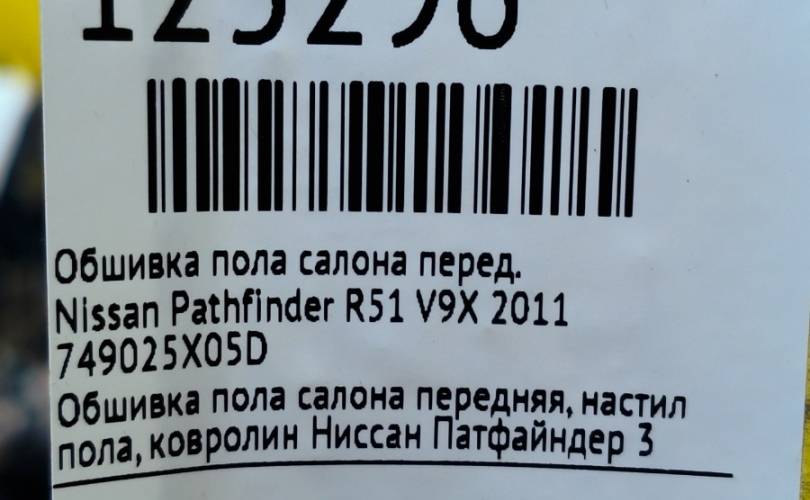 125296
Обшивка пола салона перед.
Nissan Pathfinder R51 V9X 2011
749025X05D
Обшивка пола салона передняя, настил
пола, ковролин Ниссан Патфайндер 3